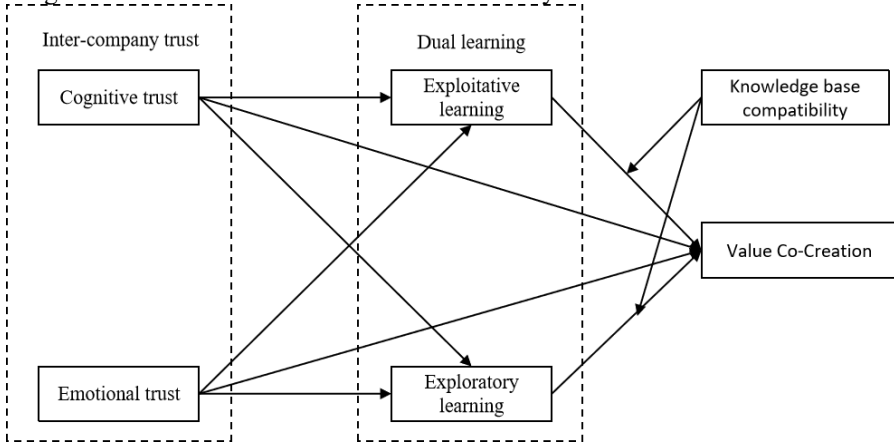 Inter-company trust
Dual learning
Cognitive trust
Exploitative
learning
Knowledge base
compatibility
Value Co-Creation
Emotional trust
Exploratory
learning